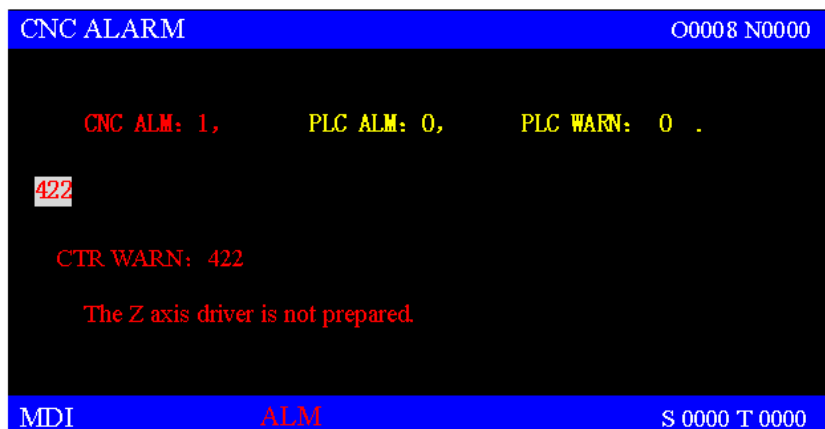 CNC ALARM O0008 N0000
CNC ALM: 1, PLC ALM: 0, PLC WARN: 0 .
422
CTR WARN: 422
The Z axis driver is not prepared.
MDI ALM S 0000 T 0000